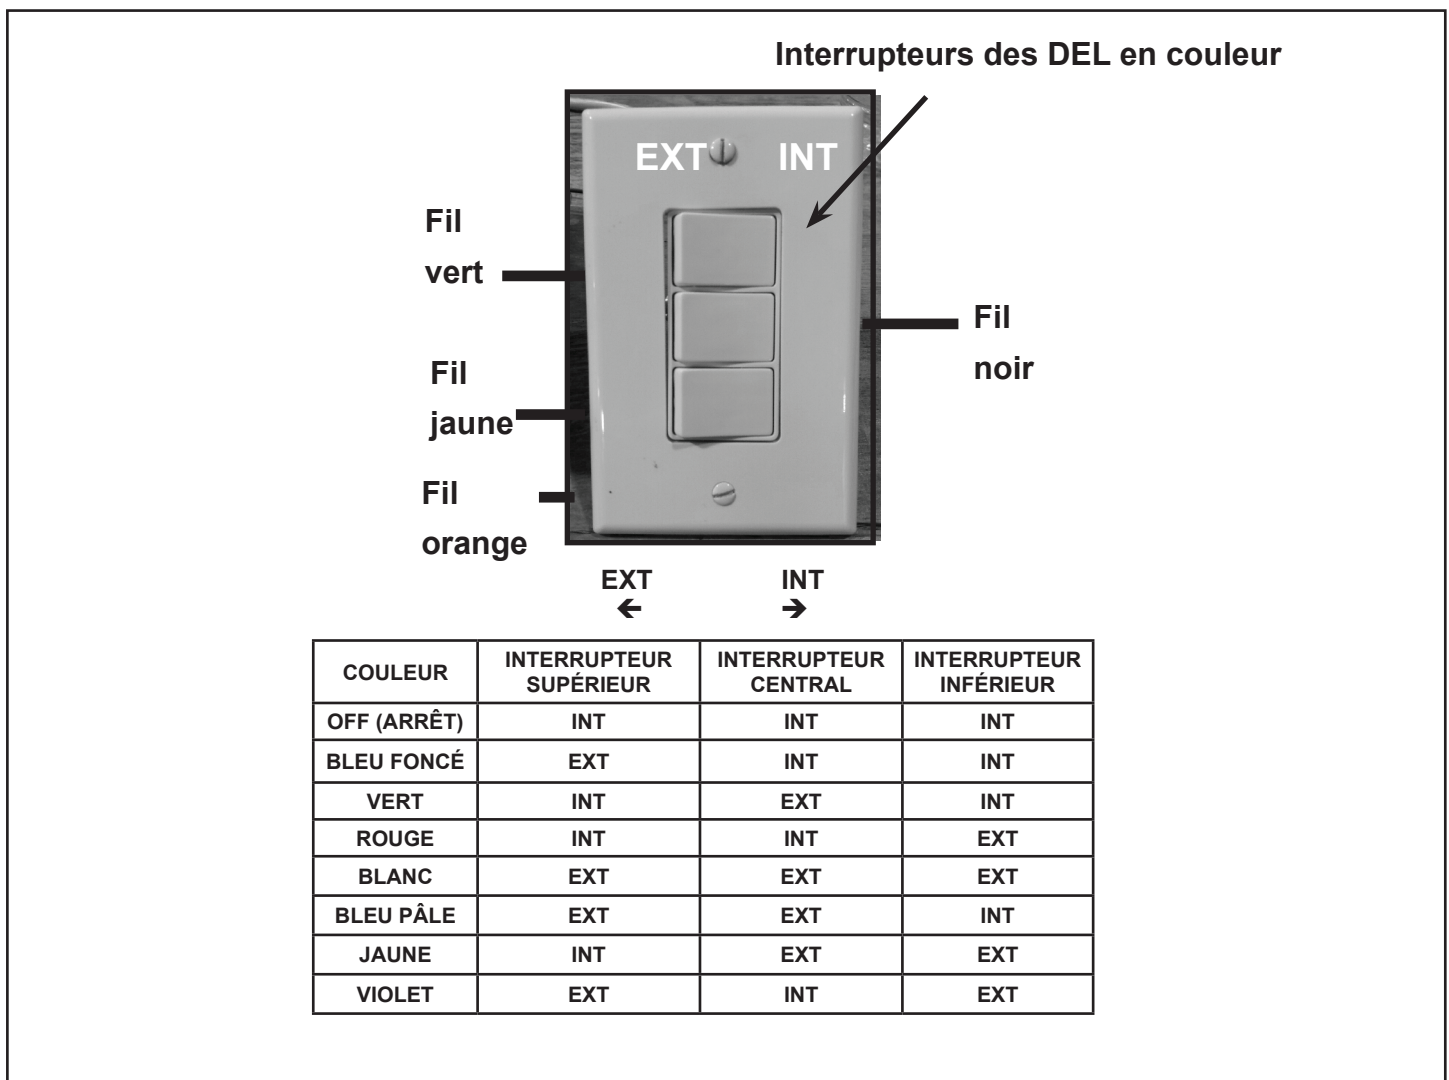 Interrupteurs des DEL en couleur
EXT INT
Fil
vert
Fil
noir
Fil
jaune
Fil
orange
EXT INT
← →
COULEUR INTERRUPTEUR SUPÉRIEUR INTERRUPTEUR CENTRAL INTERRUPTEUR INFÉRIEUR
OFF (ARRÊT) INT INT INT
BLEU FONCÉ EXT INT INT
VERT INT EXT INT
ROUGE INT INT EXT
BLANC EXT EXT EXT
BLEU PÂLE EXT EXT INT
JAUNE INT EXT EXT
VIOLET EXT INT EXT